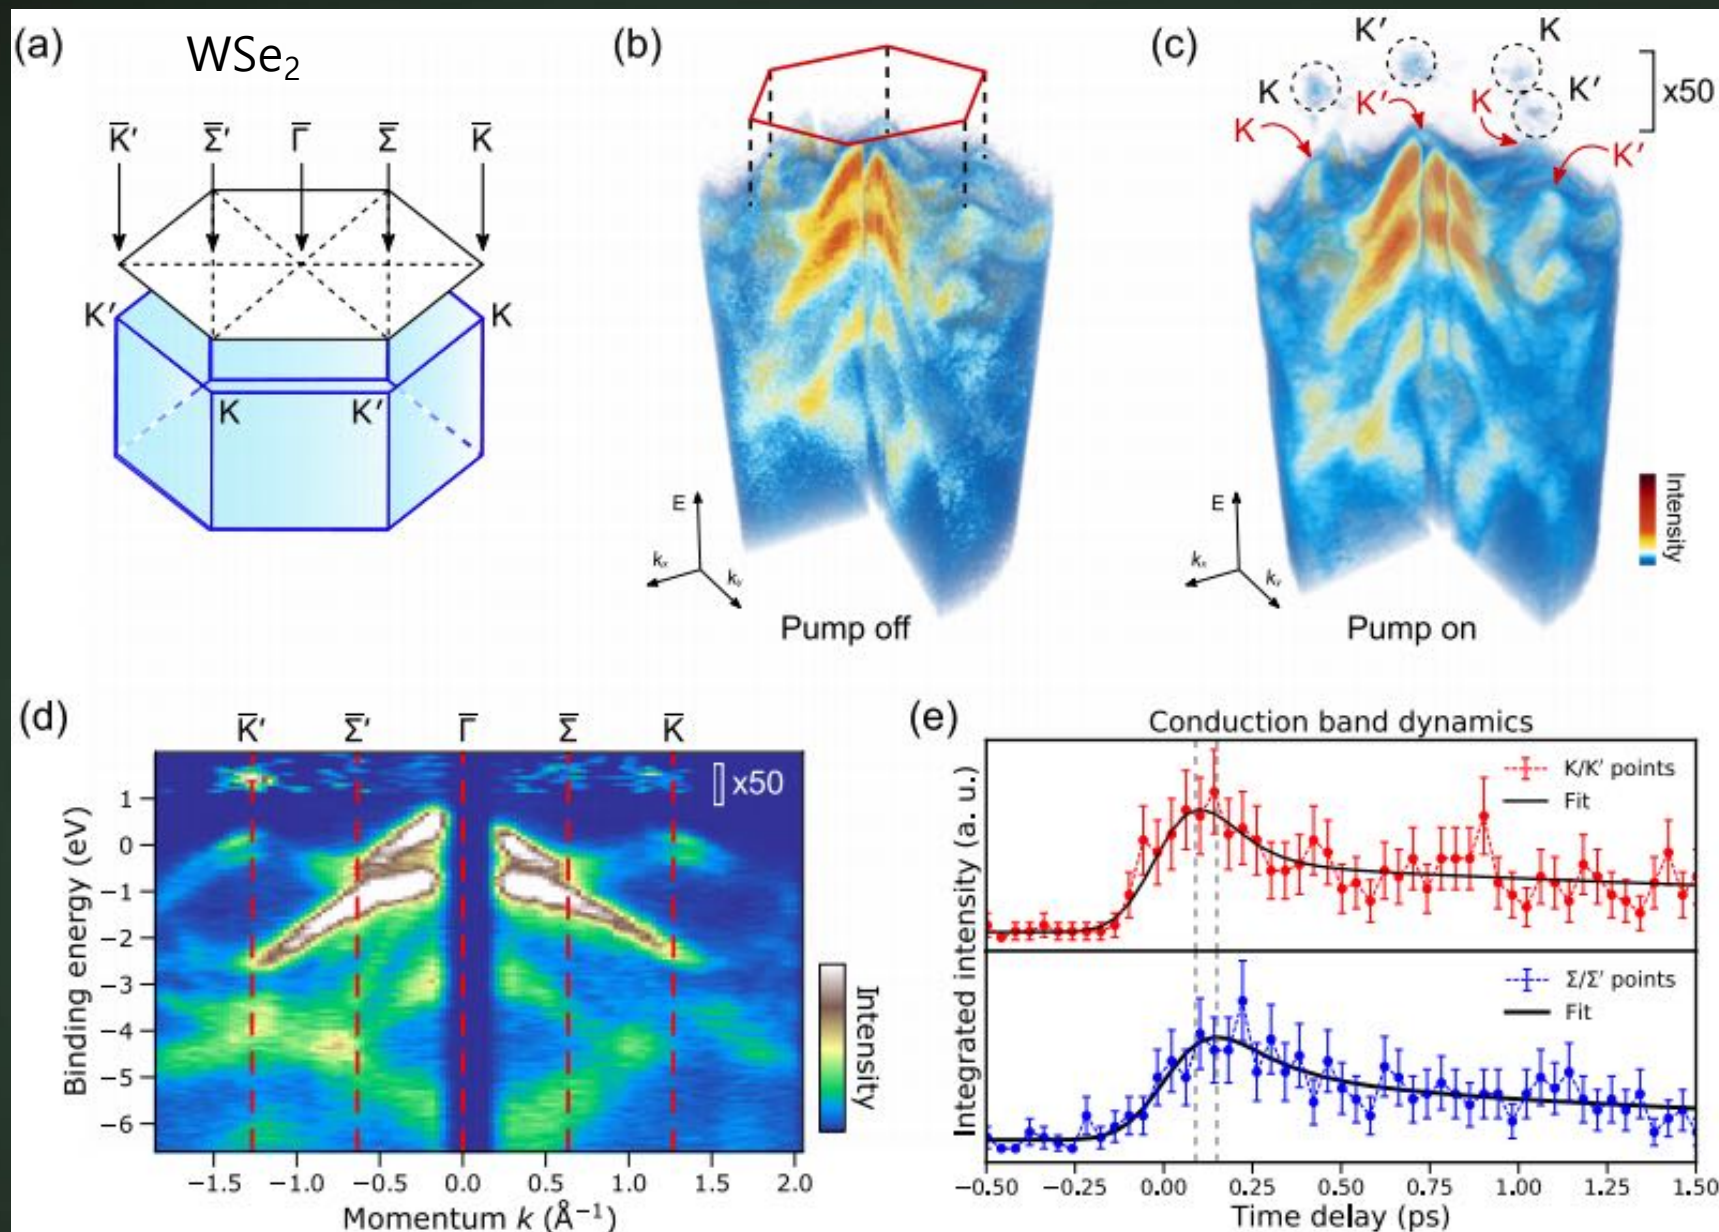 (a)
WSe₂
K̄′ Σ̄′ Γ̄ Σ̄ K̄
K′ K
K K′
(b)
E
kₓ
kᵧ
Pump off
(c)
K′ K
K K′ x50
K K′ K K′
E
kₓ
kᵧ
Intensity
Pump on
(d)
K̄′ Σ̄′ Γ̄ Σ̄ K̄
x50
Binding energy (eV)
1
0
−1
−2
−3
−4
−5
−6
−1.5 −1.0 −0.5 0.0 0.5 1.0 1.5 2.0
Momentum k (Å⁻¹)
Intensity
(e)
Conduction band dynamics
Integrated intensity (a. u.)
K/K′ points
Fit
Σ/Σ′ points
Fit
−0.50 −0.25 0.00 0.25 0.50 0.75 1.00 1.25 1.50
Time delay (ps)